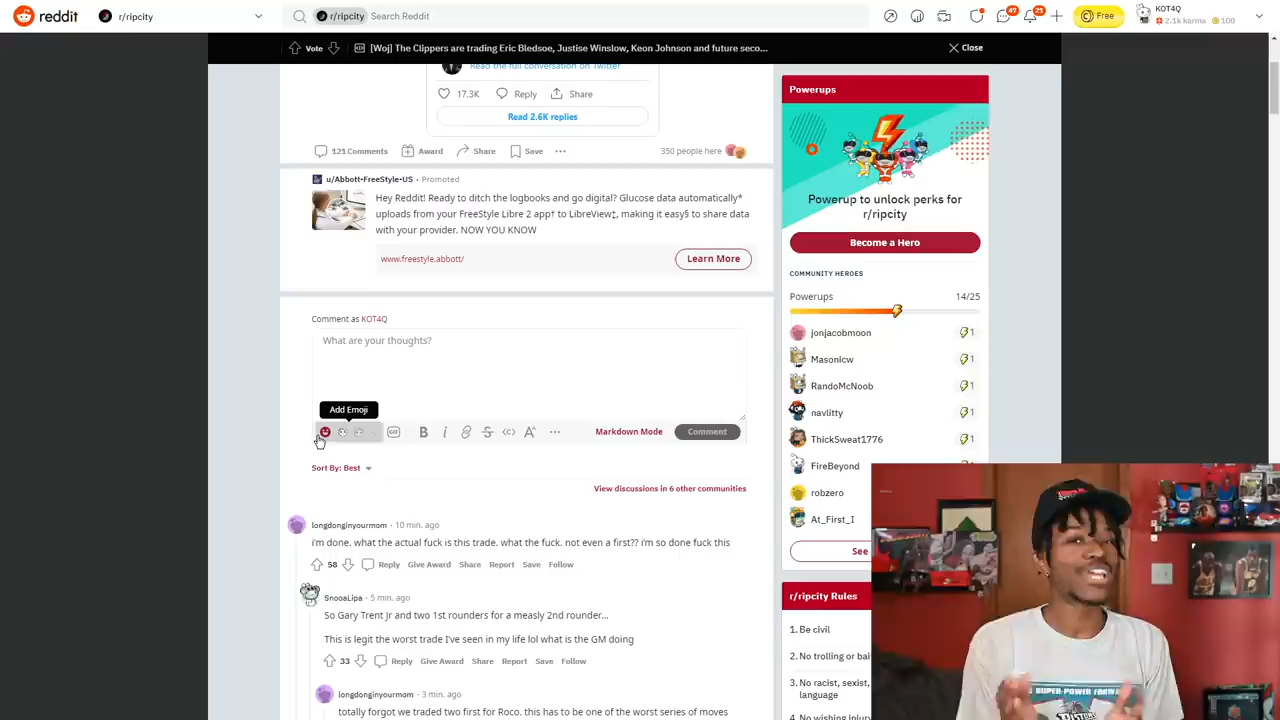 reddit
r/ripcity
r/ripcity Search Reddit
47
21
Free
KOT4Q
2.1k karma 100
Vote
[Woj] The Clippers are trading Eric Bledsoe, Justise Winslow, Keon Johnson and future seco...
Close
Read the full conversation on Twitter
17.3K Reply Share
Read 2.6K replies
121 Comments Award Share Save ...
350 people here
u/Abbott-FreeStyle-US • Promoted
Hey Reddit! Ready to ditch the logbooks and go digital? Glucose data automatically*
uploads from your FreeStyle Libre 2 app† to LibreView‡, making it easy§ to share data
with your provider. NOW YOU KNOW
www.freestyle.abbott/
Learn More
Comment as KOT4Q
What are your thoughts?
Add Emoji
GIF B i A ...
Markdown Mode
Comment
Sort By: Best
View discussions in 6 other communities
longdonginyourmom • 10 min. ago
i'm done. what the actual fuck is this trade. what the fuck. not even a first?? i'm so done fuck this
58 Reply Give Award Share Report Save Follow
SnooaLipa • 5 min. ago
So Gary Trent Jr and two 1st rounders for a measly 2nd rounder...
This is legit the worst trade I've seen in my life lol what is the GM doing
33 Reply Give Award Share Report Save Follow
longdonginyourmom • 3 min. ago
totally forgot we traded two first for Roco. this has to be one of the worst series of moves
Powerups
Powerup to unlock perks for
r/ripcity
Become a Hero
COMMUNITY HEROES
Powerups 14/25
jonjacobmoon 1
Masonicw 1
RandoMcNoob 1
navlitty 1
ThickSweat1776 1
FireBeyond
robzero
At_First_I
See
r/ripcity Rules
1. Be civil
2. No trolling or bai
3. No racist, sexist,
language
4. No wishing injury